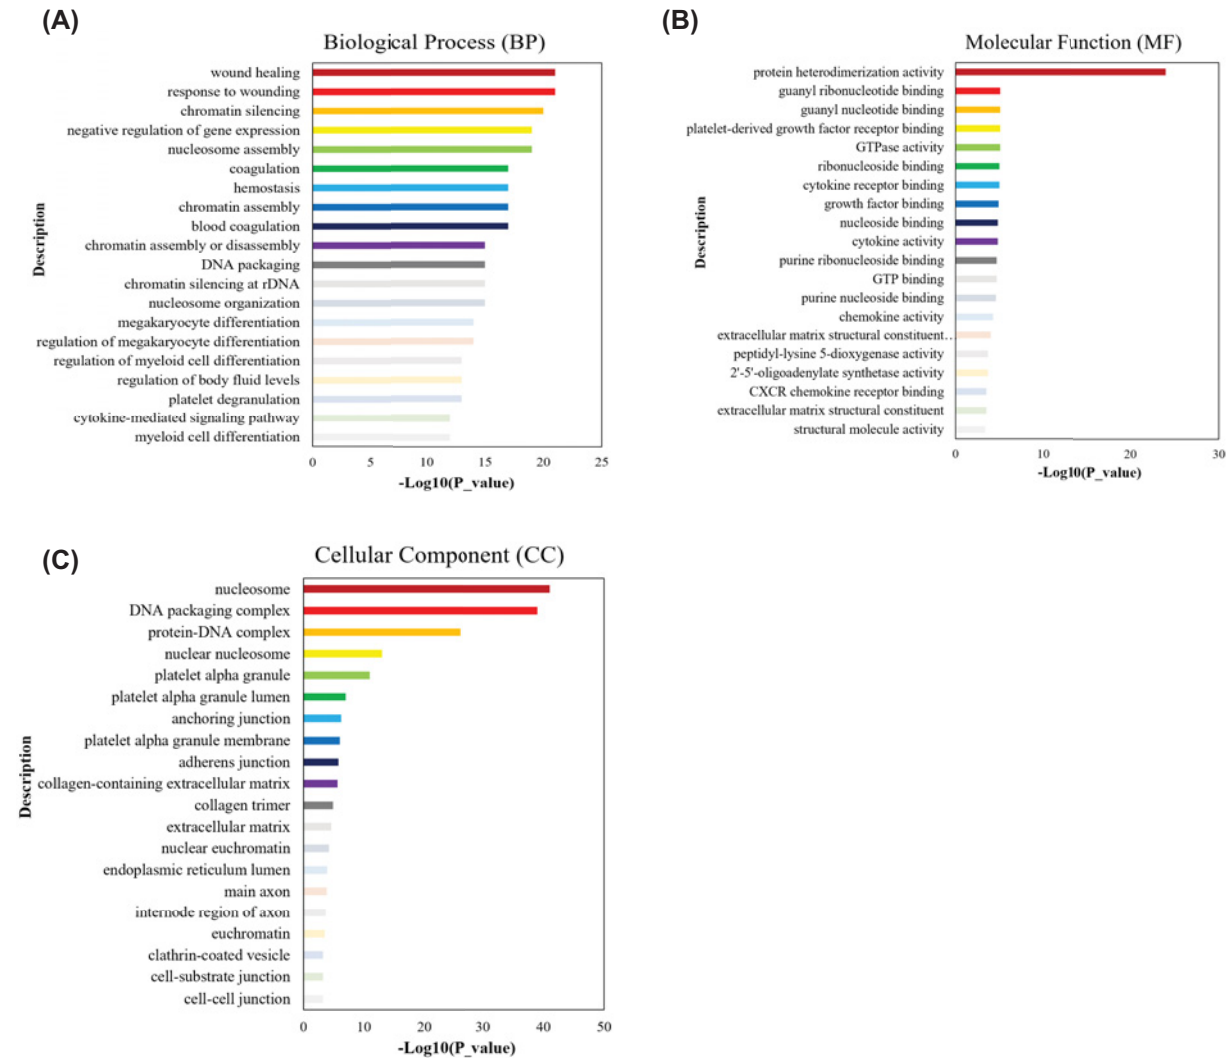 (A)
Biological Process (BP)
wound healing
response to wounding
chromatin silencing
negative regulation of gene expression
nucleosome assembly
coagulation
hemostasis
chromatin assembly
blood coagulation
chromatin assembly or disassembly
DNA packaging
chromatin silencing at rDNA
nucleosome organization
megakaryocyte differentiation
regulation of megakaryocyte differentiation
regulation of myeloid cell differentiation
regulation of body fluid levels
platelet degranulation
cytokine-mediated signaling pathway
myeloid cell differentiation
Description
0 5 10 15 20 25
-Log10(P_value)
(B)
Molecular Function (MF)
protein heterodimerization activity
guanyl ribonucleotide binding
guanyl nucleotide binding
platelet-derived growth factor receptor binding
GTPase activity
ribonucleoside binding
cytokine receptor binding
growth factor binding
nucleoside binding
cytokine activity
purine ribonucleoside binding
GTP binding
purine nucleoside binding
chemokine activity
extracellular matrix structural constituent…
peptidyl-lysine 5-dioxygenase activity
2'-5'-oligoadenylate synthetase activity
CXCR chemokine receptor binding
extracellular matrix structural constituent
structural molecule activity
Description
0 10 20 30
-Log10(P_value)
(C)
Cellular Component (CC)
nucleosome
DNA packaging complex
protein-DNA complex
nuclear nucleosome
platelet alpha granule
platelet alpha granule lumen
anchoring junction
platelet alpha granule membrane
adherens junction
collagen-containing extracellular matrix
collagen trimer
extracellular matrix
nuclear euchromatin
endoplasmic reticulum lumen
main axon
internode region of axon
euchromatin
clathrin-coated vesicle
cell-substrate junction
cell-cell junction
Description
0 10 20 30 40 50
-Log10(P_value)